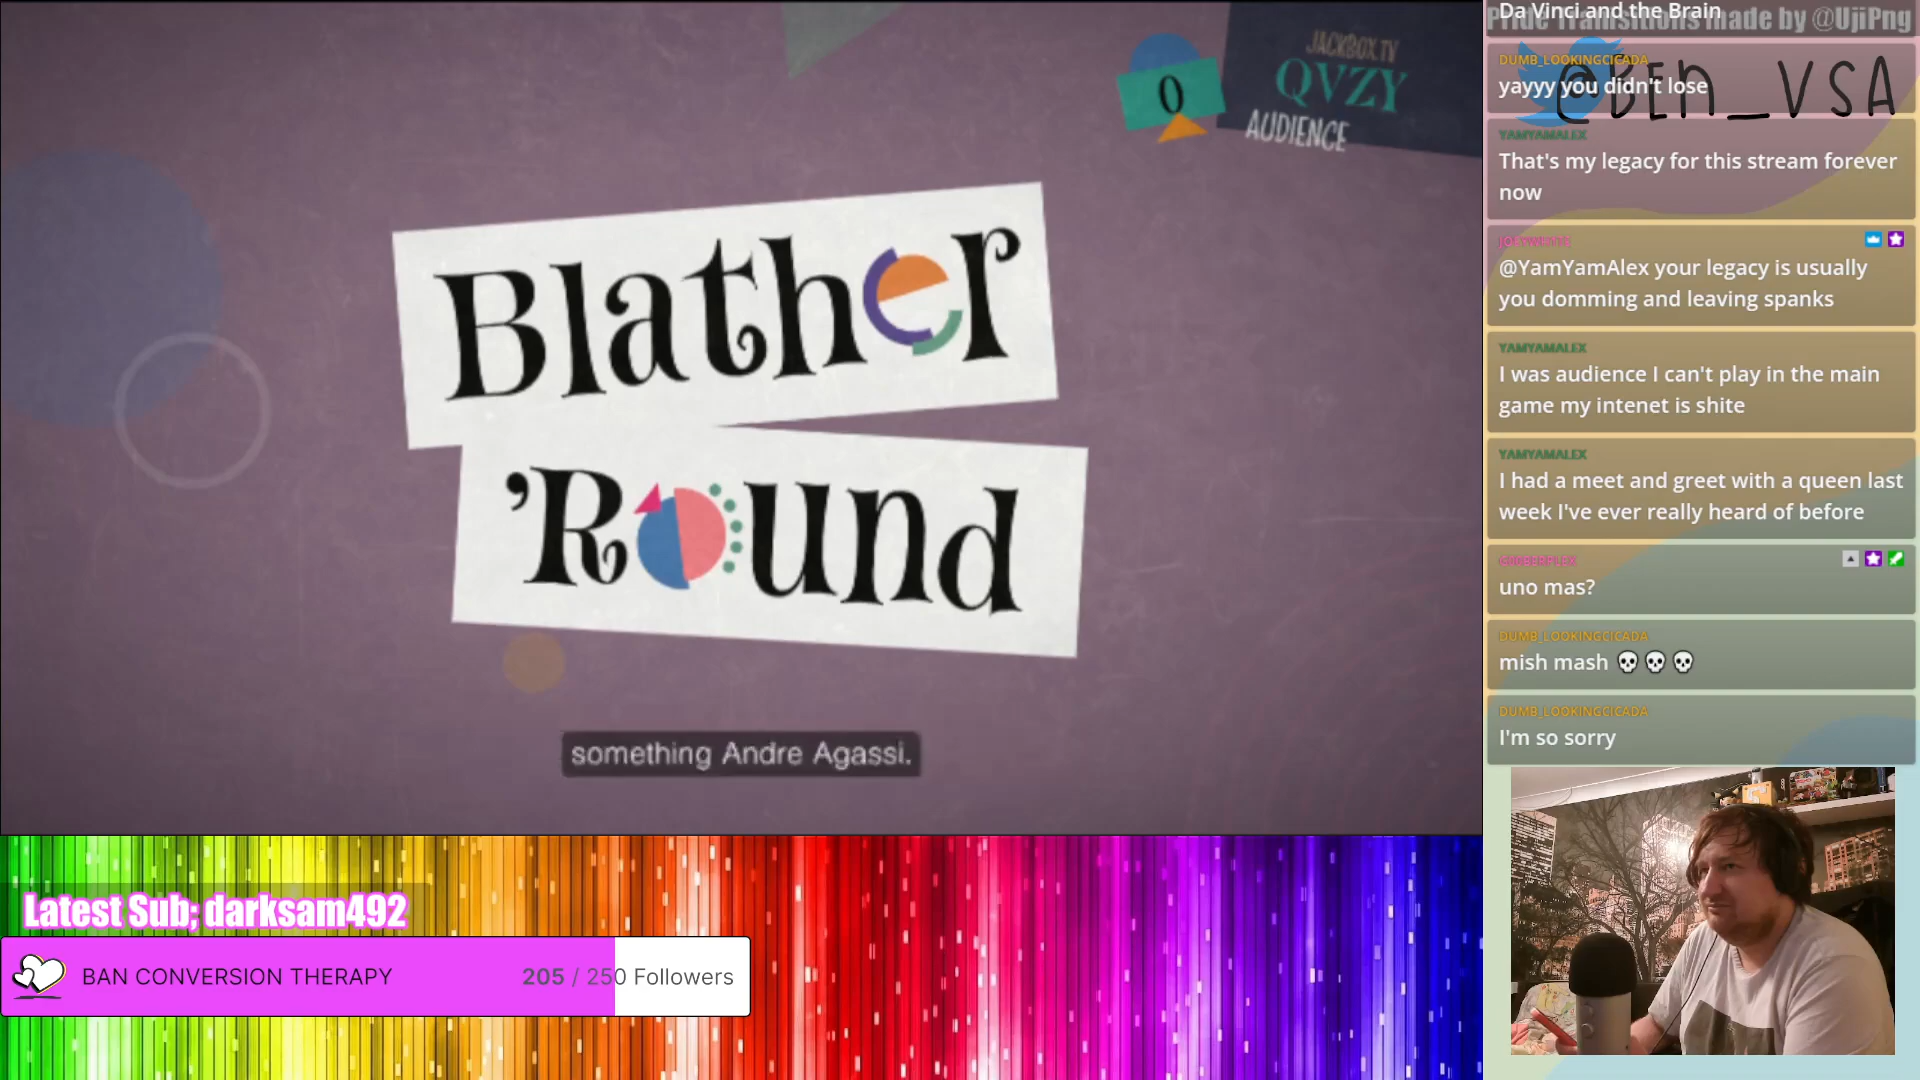 JACKBOX.TV
QVZY
0
AUDIENCE
Blather
'Round
something Andre Agassi.
Latest Sub; darksam492
BAN CONVERSION THERAPY
205 / 250 Followers
Pride Transitions made by @UjiPng
Da Vinci and the Brain
@BEN_VSA
DUMB_LOOKINGCICADA
yayyy you didn't lose
YAMYAMALEX
That's my legacy for this stream forever
now
@YamYamAlex your legacy is usually
you domming and leaving spanks
YAMYAMALEX
I was audience I can't play in the main
game my intenet is shite
YAMYAMALEX
I had a meet and greet with a queen last
week I've ever really heard of before
uno mas?
DUMB_LOOKINGCICADA
mish mash 💀 💀 💀
DUMB_LOOKINGCICADA
I'm so sorry